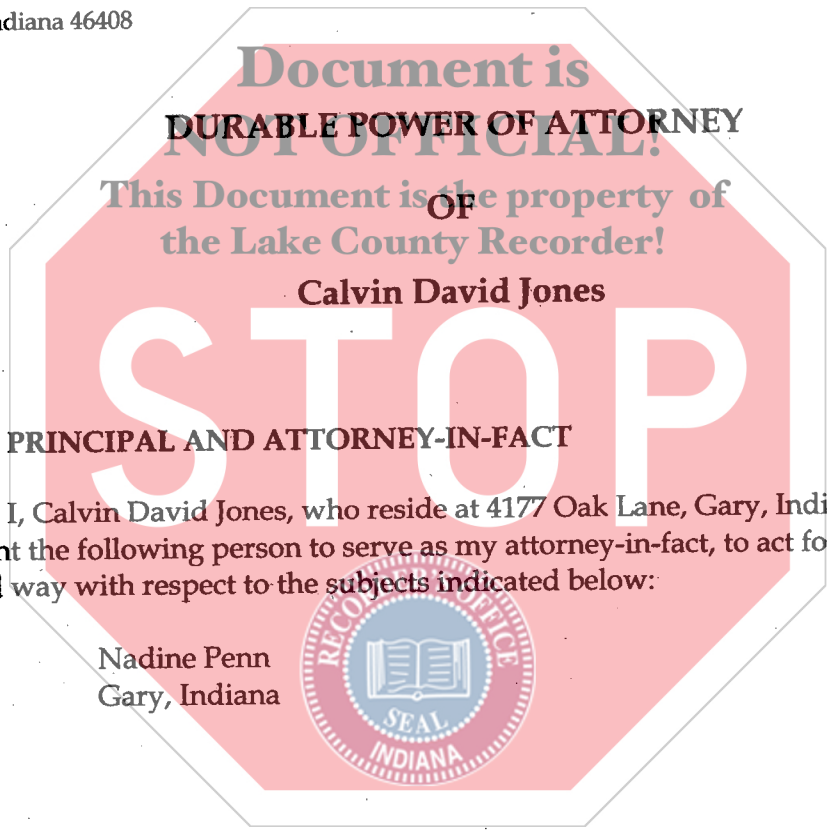 ndiana 46408
Document is
DURABLE POWER OF ATTORNEY
NOT OFFICIAL!
This Document is the property of
OF
the Lake County Recorder!
Calvin David Jones
STOP
PRINCIPAL AND ATTORNEY-IN-FACT
I, Calvin David Jones, who reside at 4177 Oak Lane, Gary, Indi
nt the following person to serve as my attorney-in-fact, to act fo
way with respect to the subjects indicated below:
Nadine Penn
Gary, Indiana
RECORDER'S OFFICE
SEAL
INDIANA